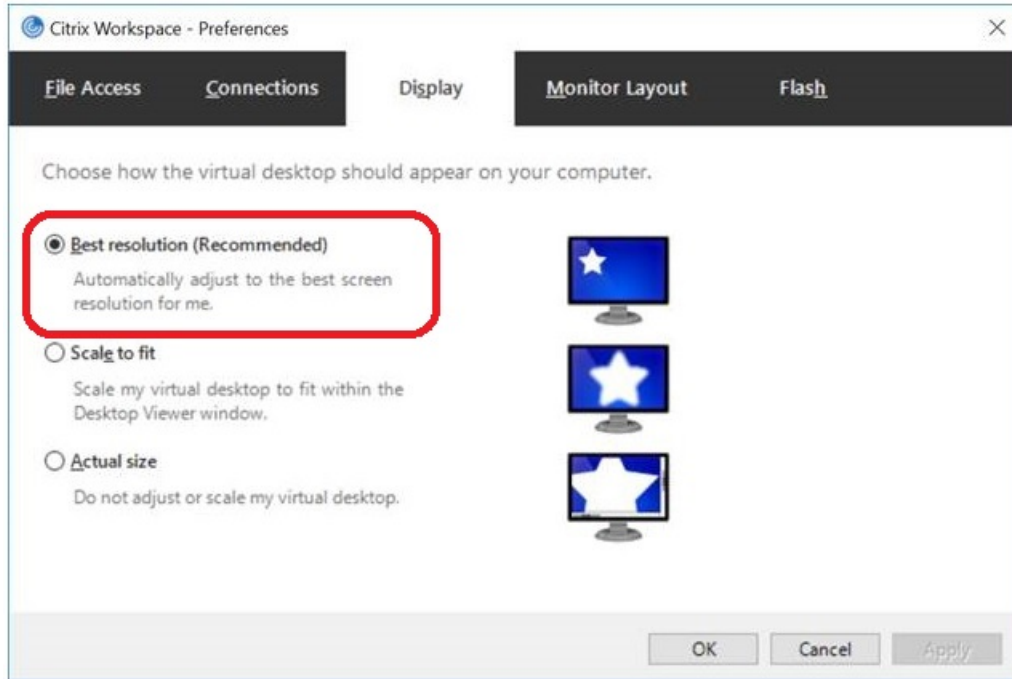 Citrix Workspace - Preferences
File Access Connections Display Monitor Layout Flash
Choose how the virtual desktop should appear on your computer.
Best resolution (Recommended)
Automatically adjust to the best screen
resolution for me.
Scale to fit
Scale my virtual desktop to fit within the
Desktop Viewer window.
Actual size
Do not adjust or scale my virtual desktop.
OK Cancel Apply